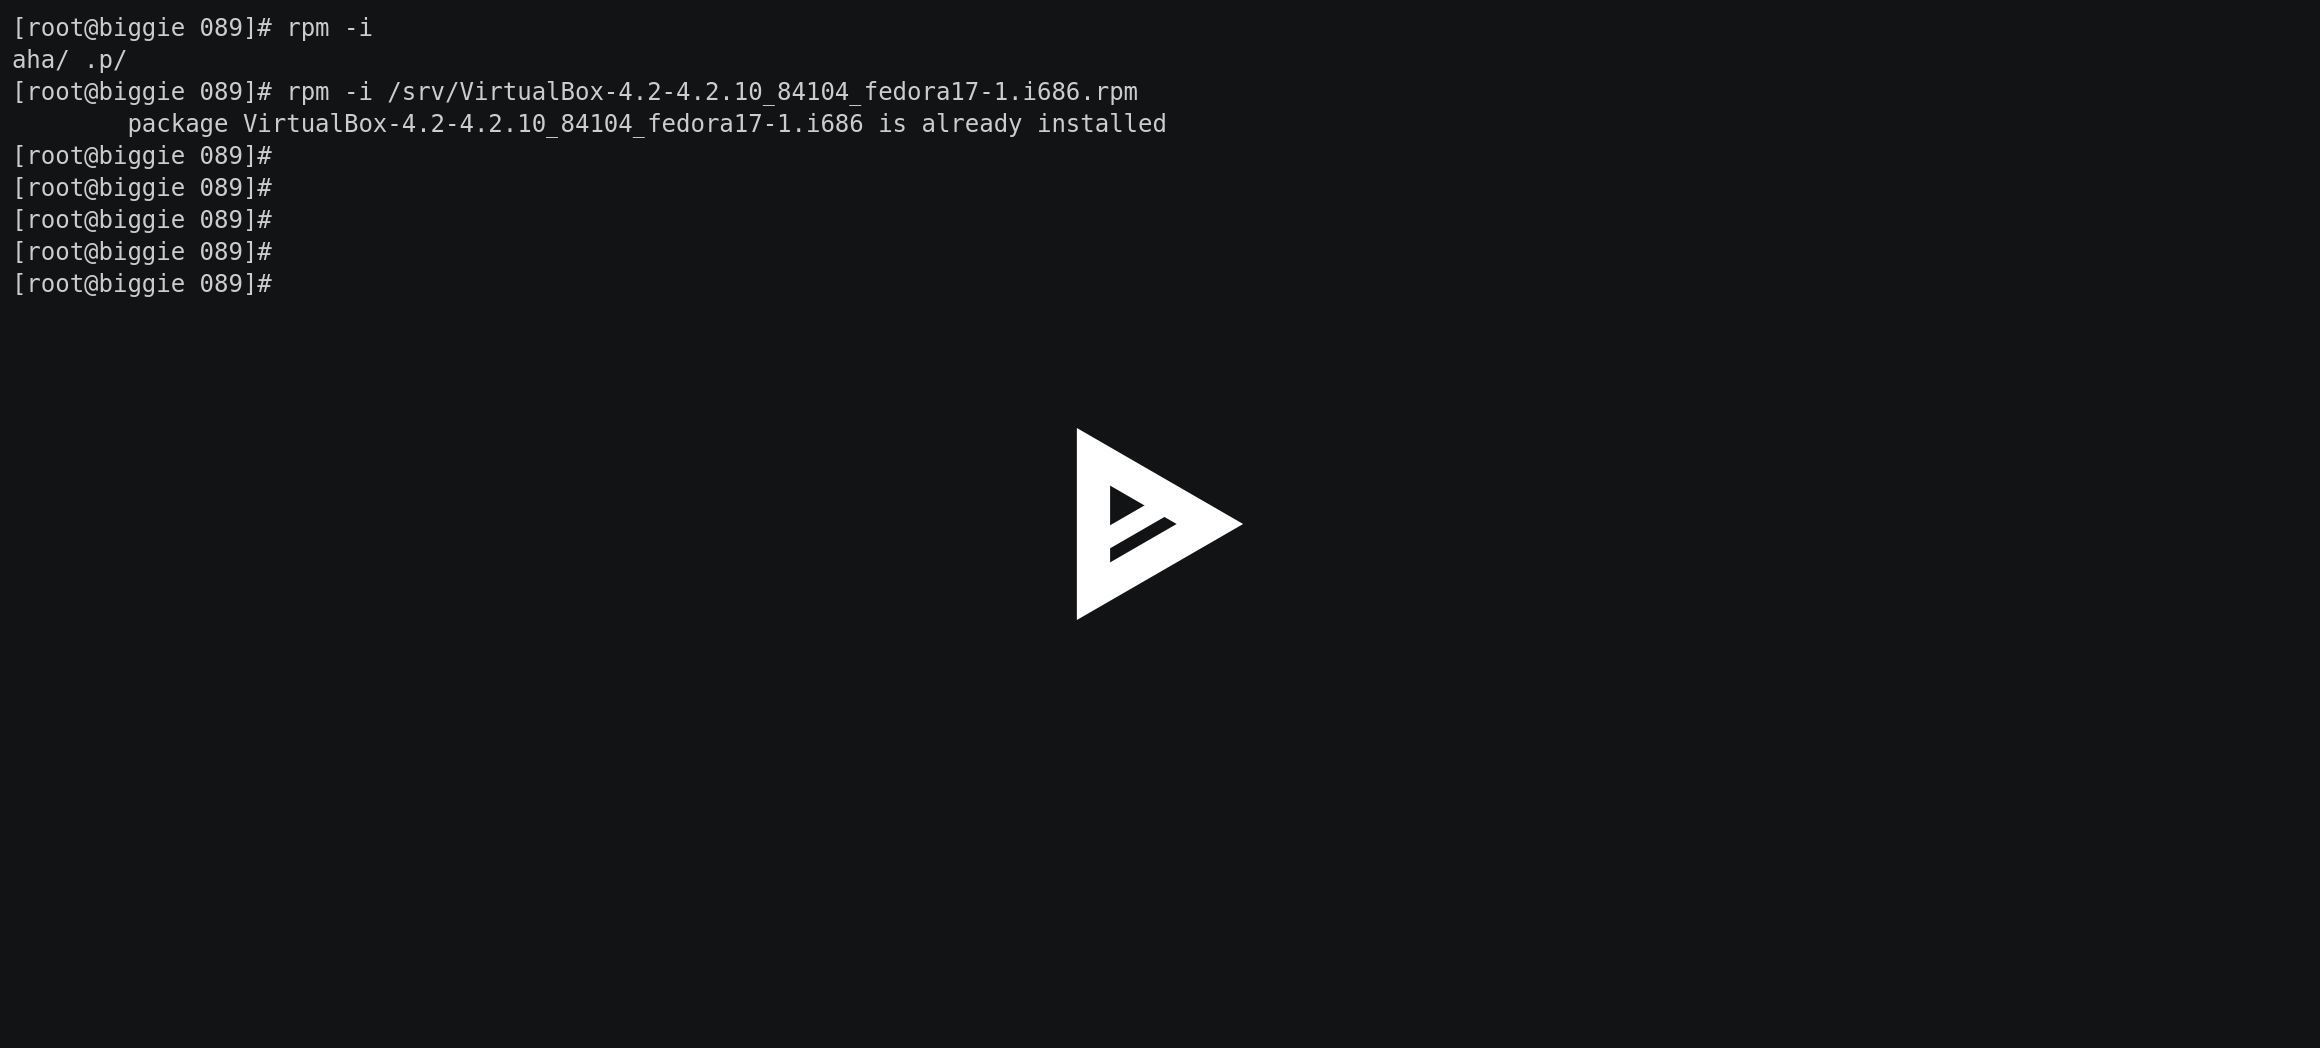 [root@biggie 089]# rpm -i
aha/ .p/
[root@biggie 089]# rpm -i /srv/VirtualBox-4.2-4.2.10_84104_fedora17-1.i686.rpm
        package VirtualBox-4.2-4.2.10_84104_fedora17-1.i686 is already installed
[root@biggie 089]#
[root@biggie 089]#
[root@biggie 089]#
[root@biggie 089]#
[root@biggie 089]#